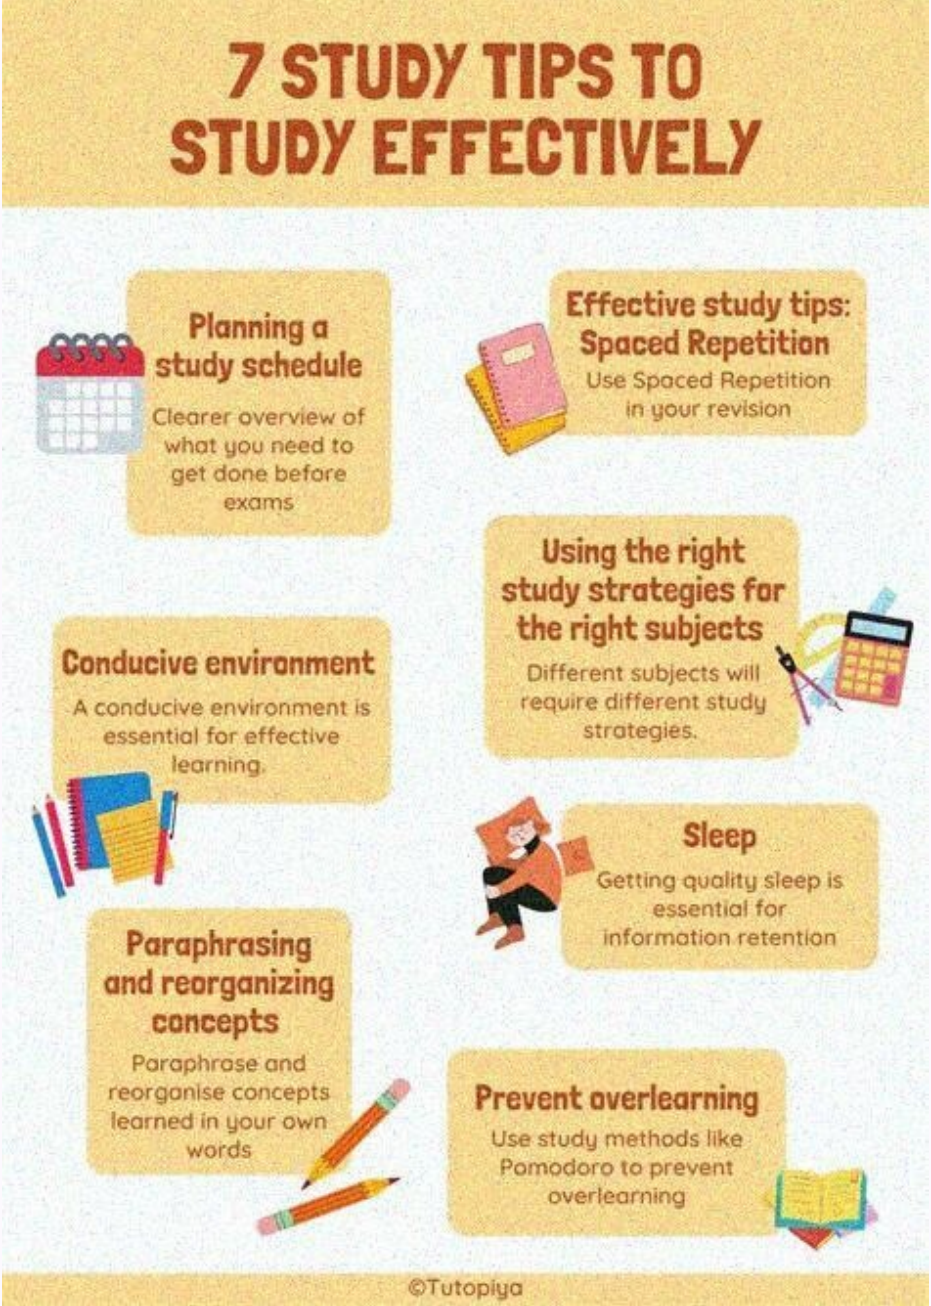 7 STUDY TIPS TO
STUDY EFFECTIVELY
Planning a
study schedule
Clearer overview of
what you need to
get done before
exams
Effective study tips:
Spaced Repetition
Use Spaced Repetition
in your revision
Using the right
study strategies for
the right subjects
Different subjects will
require different study
strategies.
Conducive environment
A conducive environment is
essential for effective
learning.
Sleep
Getting quality sleep is
essential for
information retention
Paraphrasing
and reorganizing
concepts
Paraphrase and
reorganise concepts
learned in your own
words
Prevent overlearning
Use study methods like
Pomodoro to prevent
overlearning
©Tutopiya